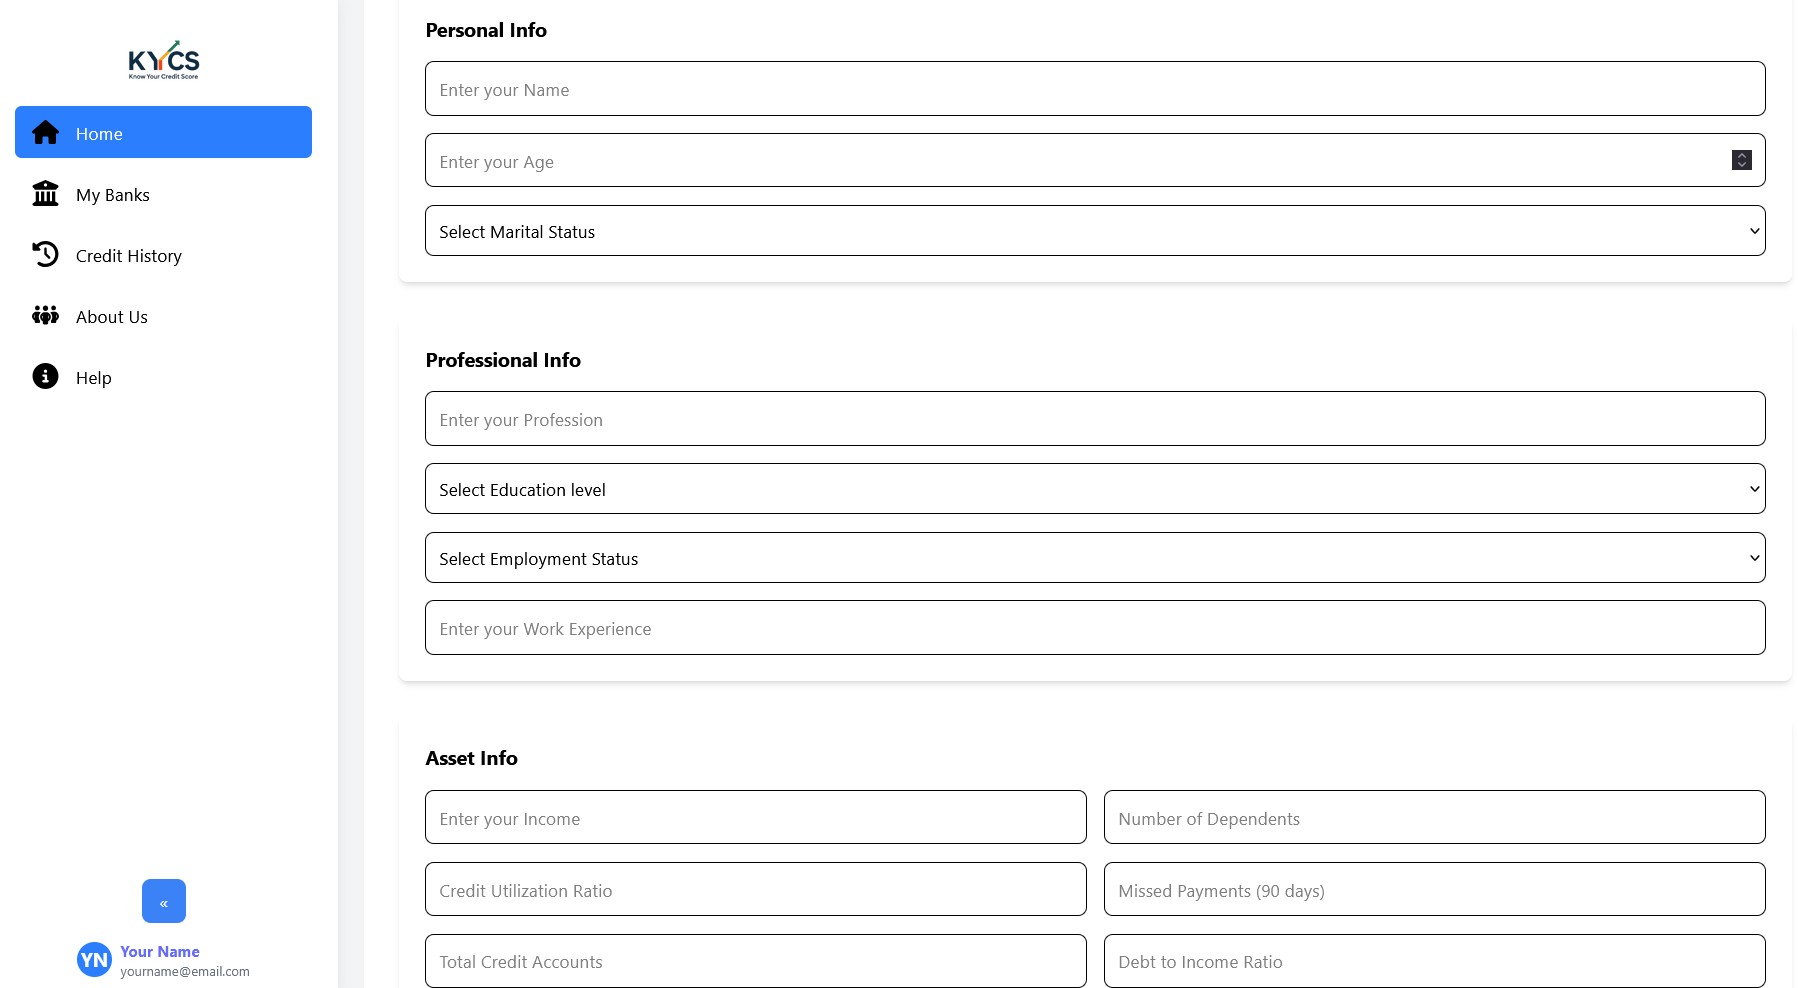 KYCS
Know Your Credit Score
Home
My Banks
Credit History
About Us
Help
«
YN
Your Name
yourname@email.com
Personal Info
Enter your Name
Enter your Age
Select Marital Status
Professional Info
Enter your Profession
Select Education level
Select Employment Status
Enter your Work Experience
Asset Info
Enter your Income
Number of Dependents
Credit Utilization Ratio
Missed Payments (90 days)
Total Credit Accounts
Debt to Income Ratio